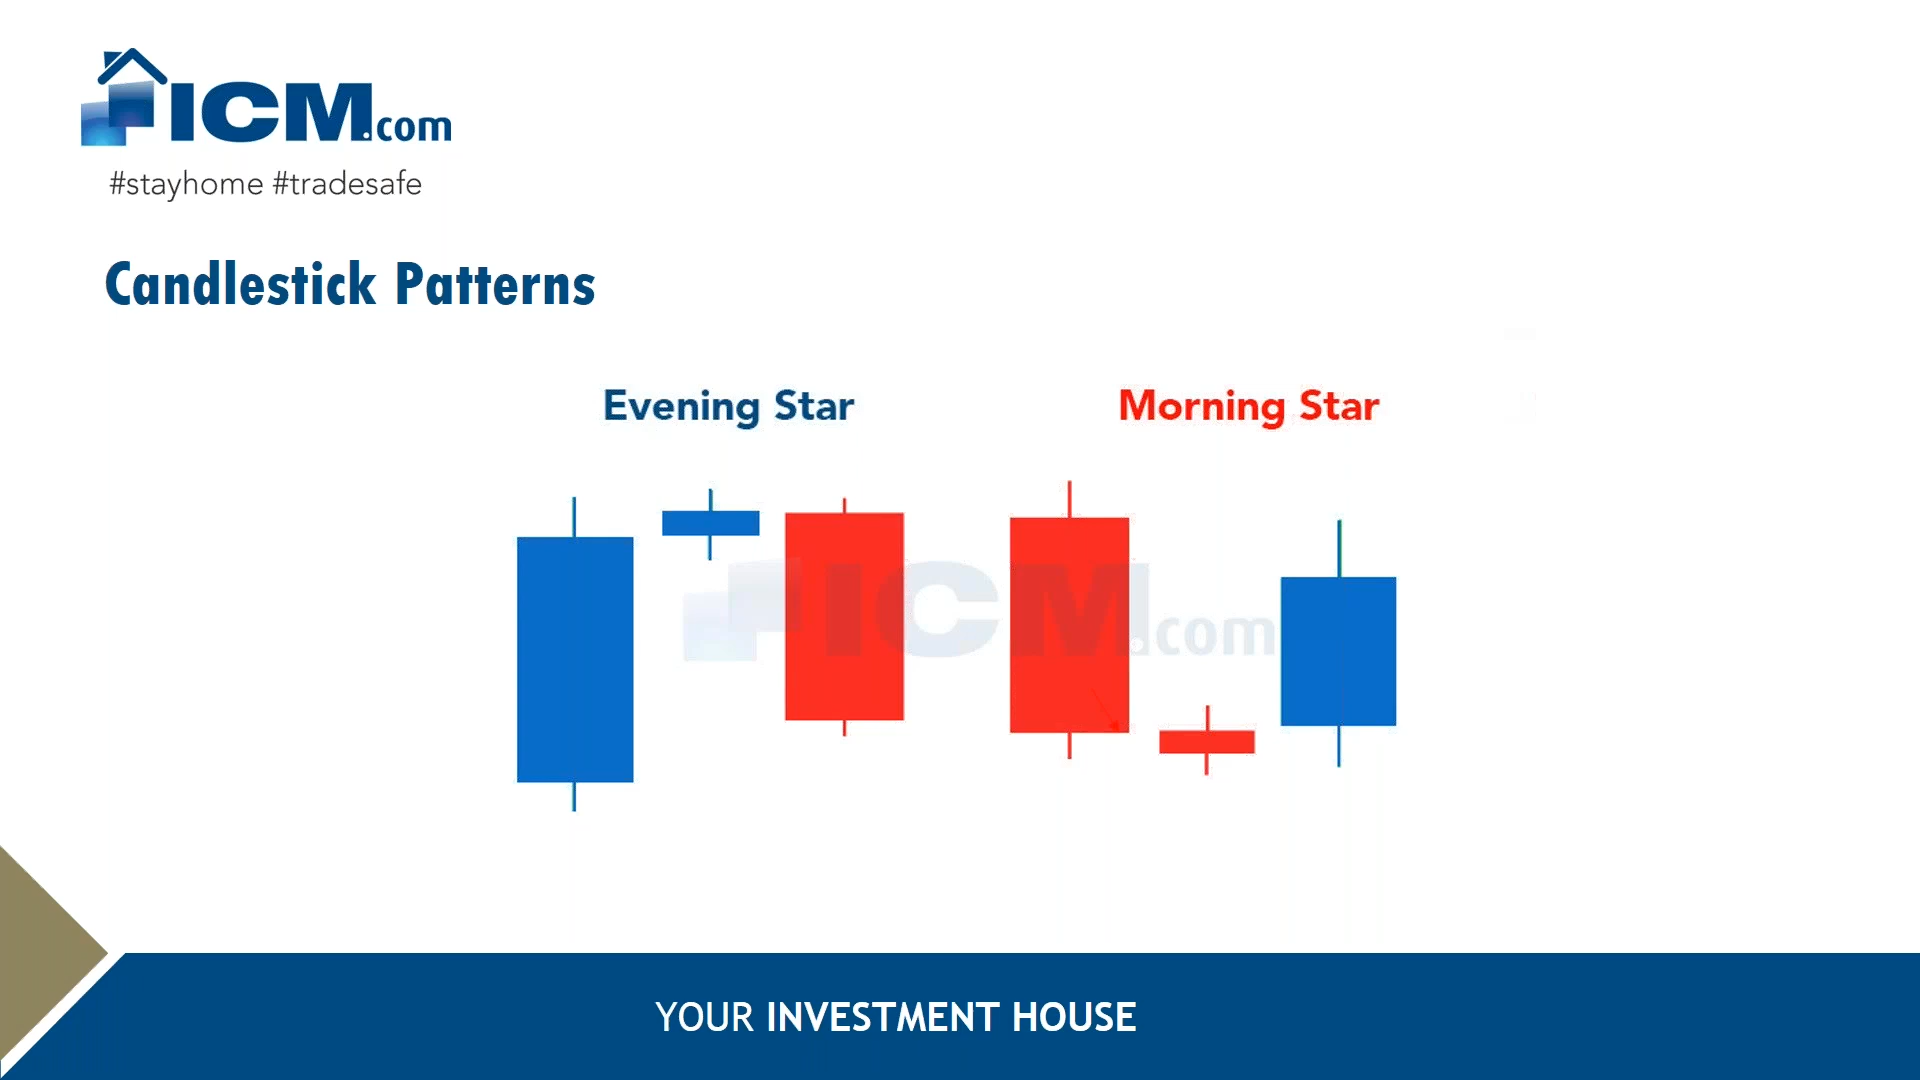 ICM.com
#stayhome #tradesafe
Candlestick Patterns
Evening Star
Morning Star
ICM.com
YOUR INVESTMENT HOUSE